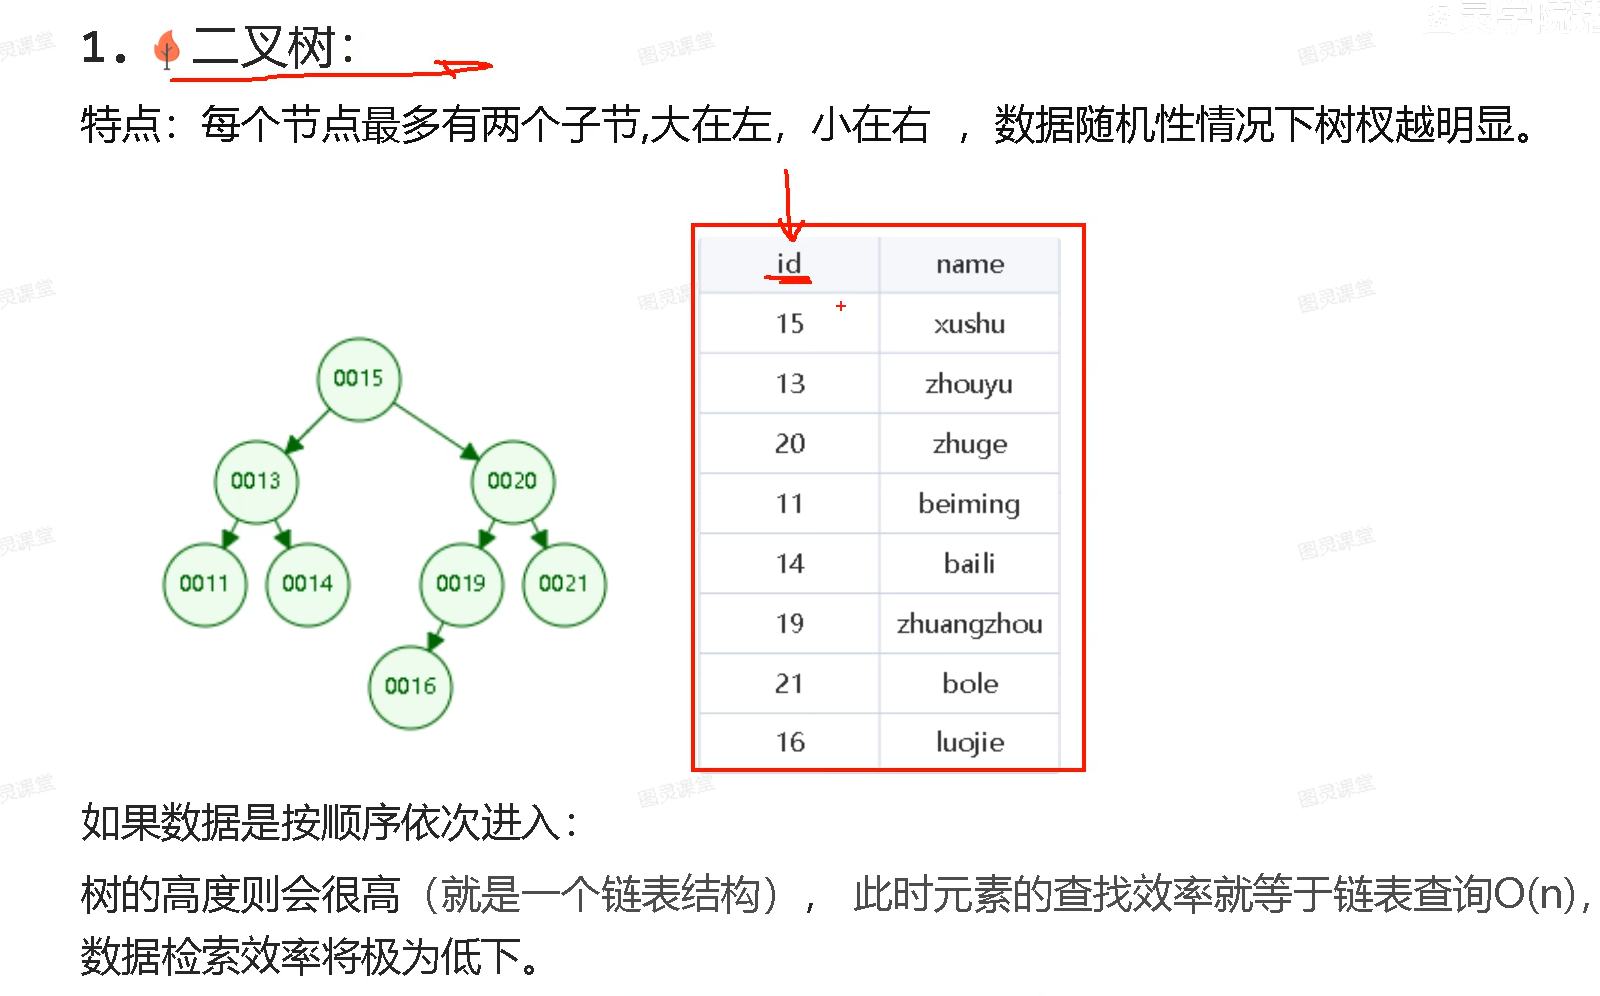 1. 二叉树：
特点：每个节点最多有两个子节,大在左，小在右 ，数据随机性情况下树杈越明显。
0015
0013 0020
0011 0014 0019 0021
0016
id name
15 xushu
13 zhouyu
20 zhuge
11 beiming
14 baili
19 zhuangzhou
21 bole
16 luojie
如果数据是按顺序依次进入：
树的高度则会很高（就是一个链表结构）， 此时元素的查找效率就等于链表查询O(n)，
数据检索效率将极为低下。
图灵课堂